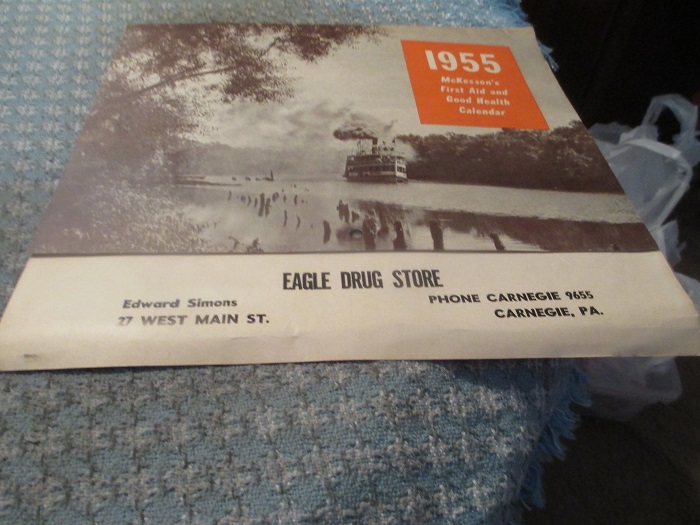 1955
McKesson's
First Aid and
Good Health
Calendar
EAGLE DRUG STORE
Edward Simons
27 WEST MAIN ST.
PHONE CARNEGIE 9655
CARNEGIE, PA.